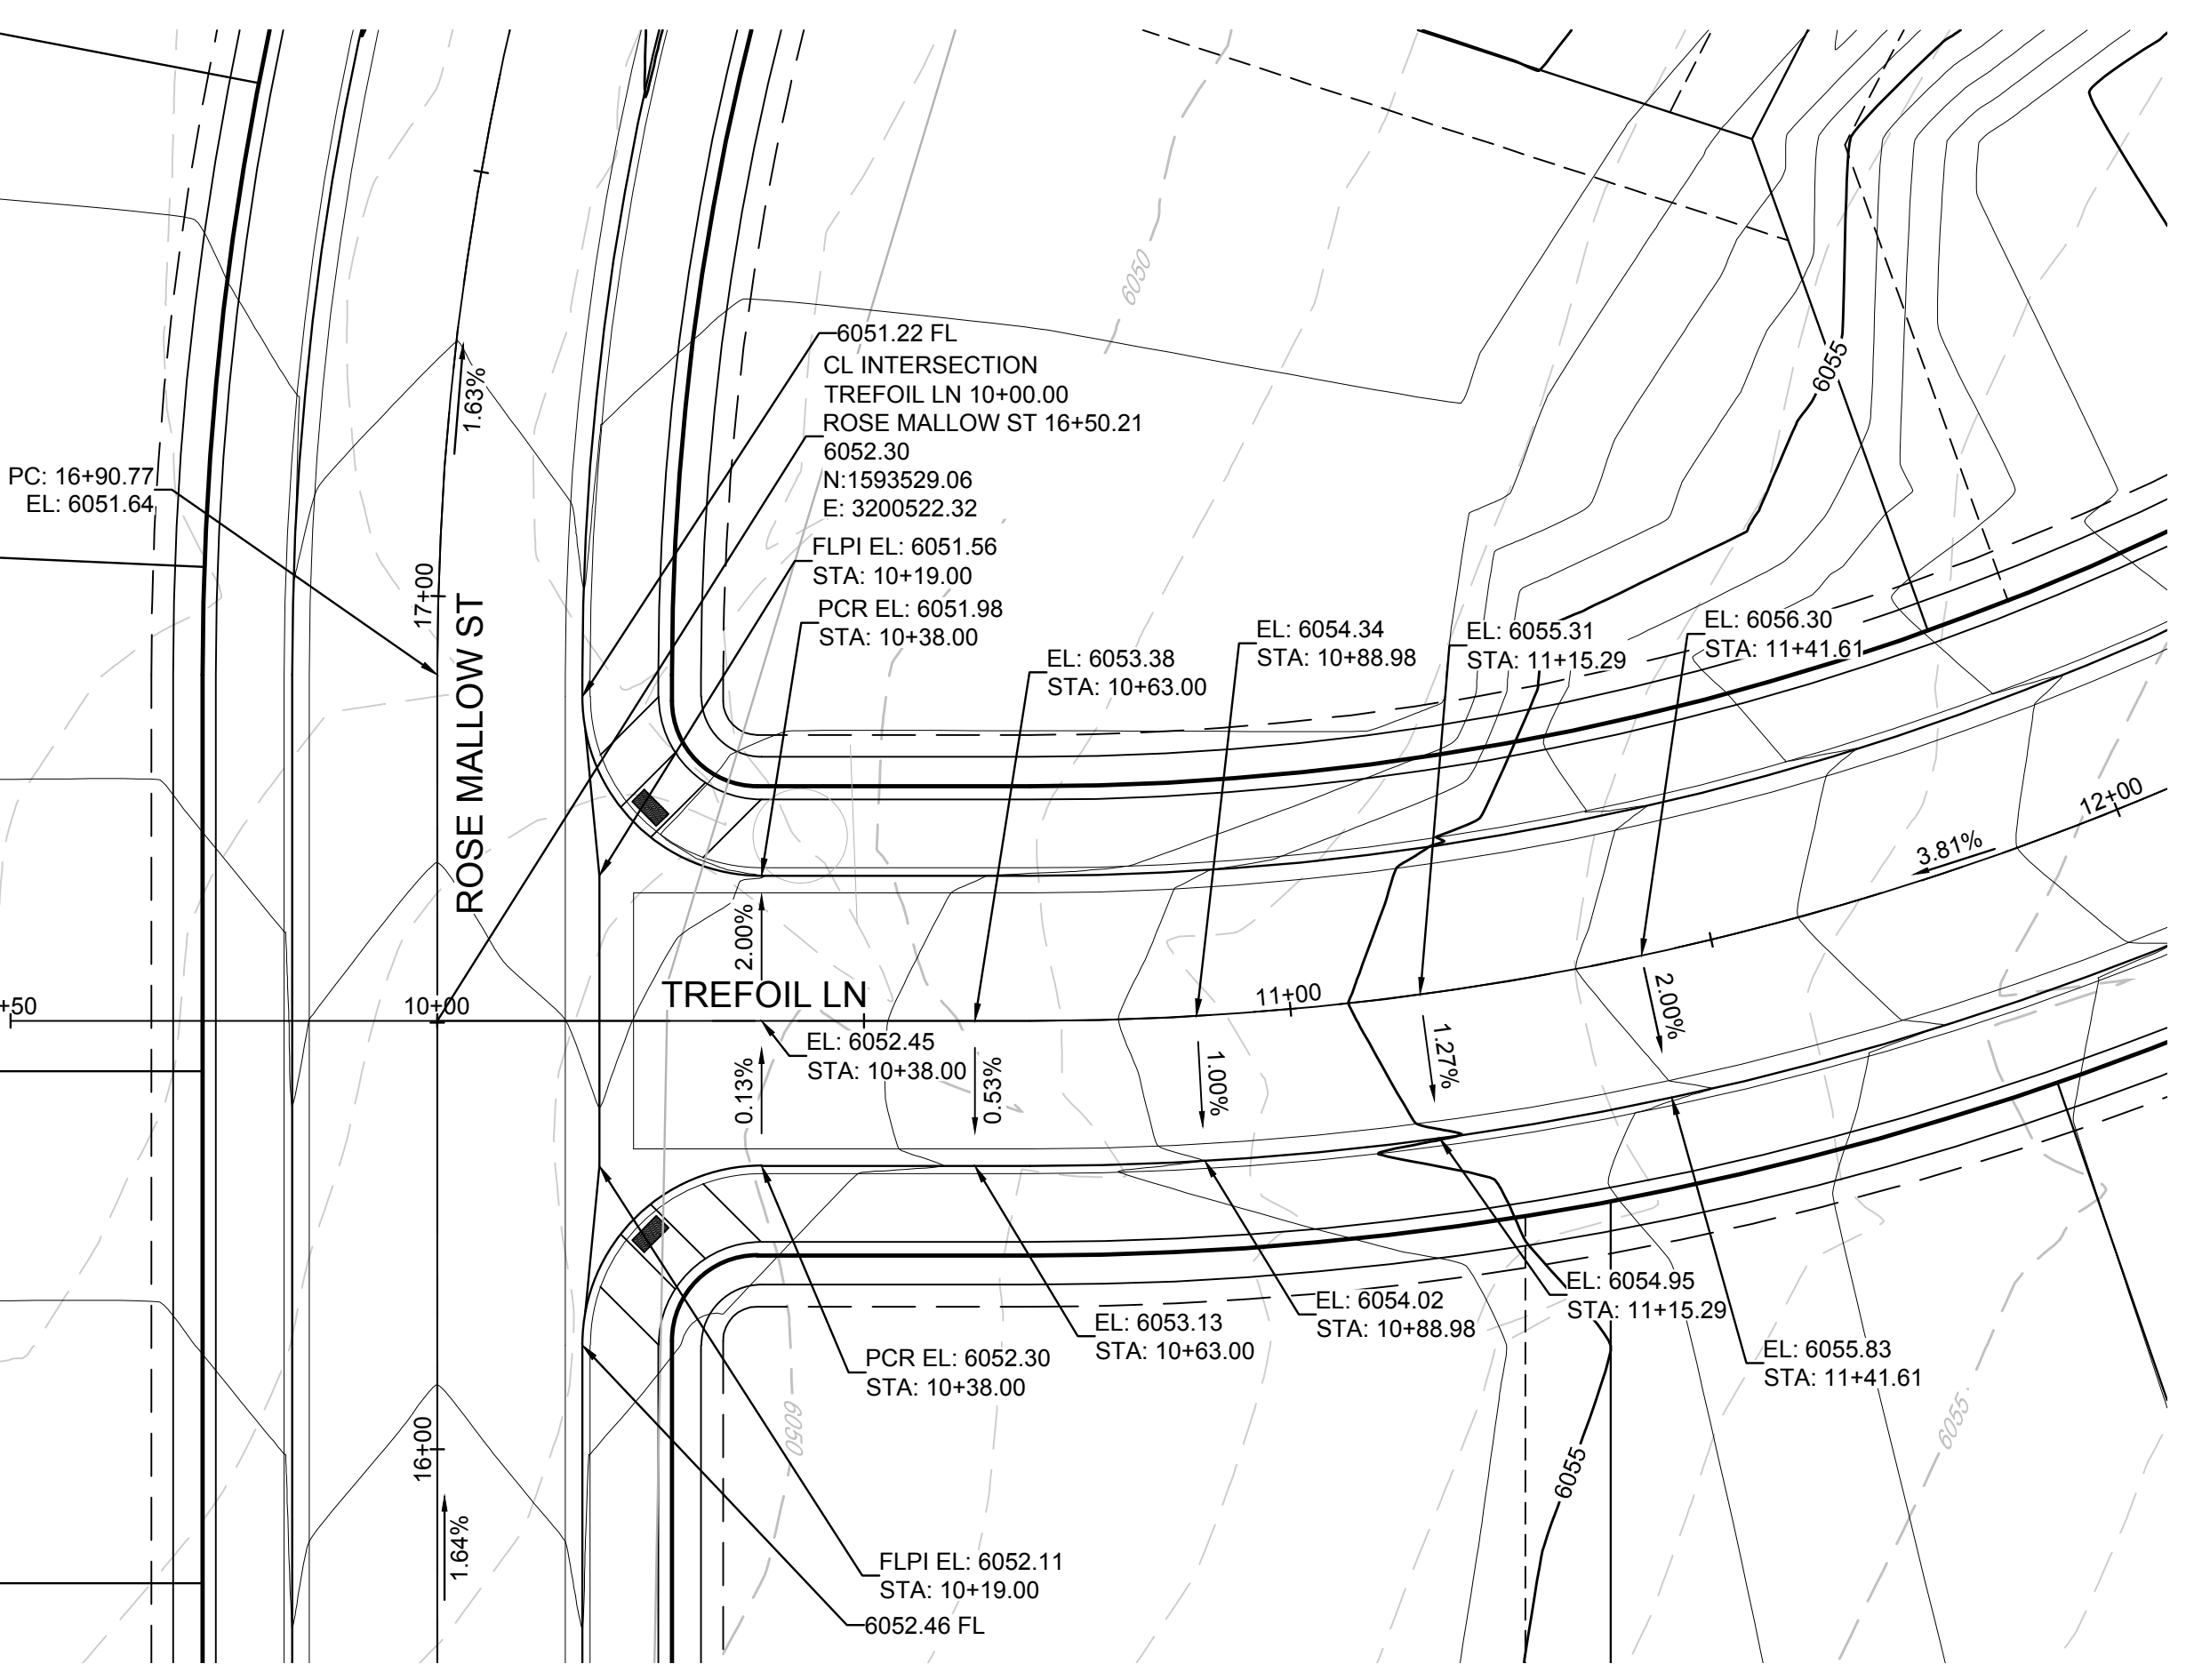 6050
6051.22 FL
CL INTERSECTION
TREFOIL LN 10+00.00
ROSE MALLOW ST 16+50.21
6052.30
N:1593529.06
E: 3200522.32
1.63%
6055
PC: 16+90.77
EL: 6051.64
FLPI EL: 6051.56
STA: 10+19.00
PCR EL: 6051.98
STA: 10+38.00
17+00
ROSE MALLOW ST
EL: 6053.38
STA: 10+63.00
EL: 6054.34
STA: 10+88.98
EL: 6055.31
STA: 11+15.29
EL: 6056.30
STA: 11+41.61
12+00
3.81%
2.00%
TREFOIL LN
+50
10+00
11+00
2.00%
EL: 6052.45
STA: 10+38.00
0.13%
0.53%
1.00%
1.27%
EL: 6054.95
STA: 11+15.29
EL: 6054.02
STA: 10+88.98
EL: 6053.13
STA: 10+63.00
EL: 6055.83
STA: 11+41.61
PCR EL: 6052.30
STA: 10+38.00
6050
6055
16+00
6055
1.64%
FLPI EL: 6052.11
STA: 10+19.00
6052.46 FL